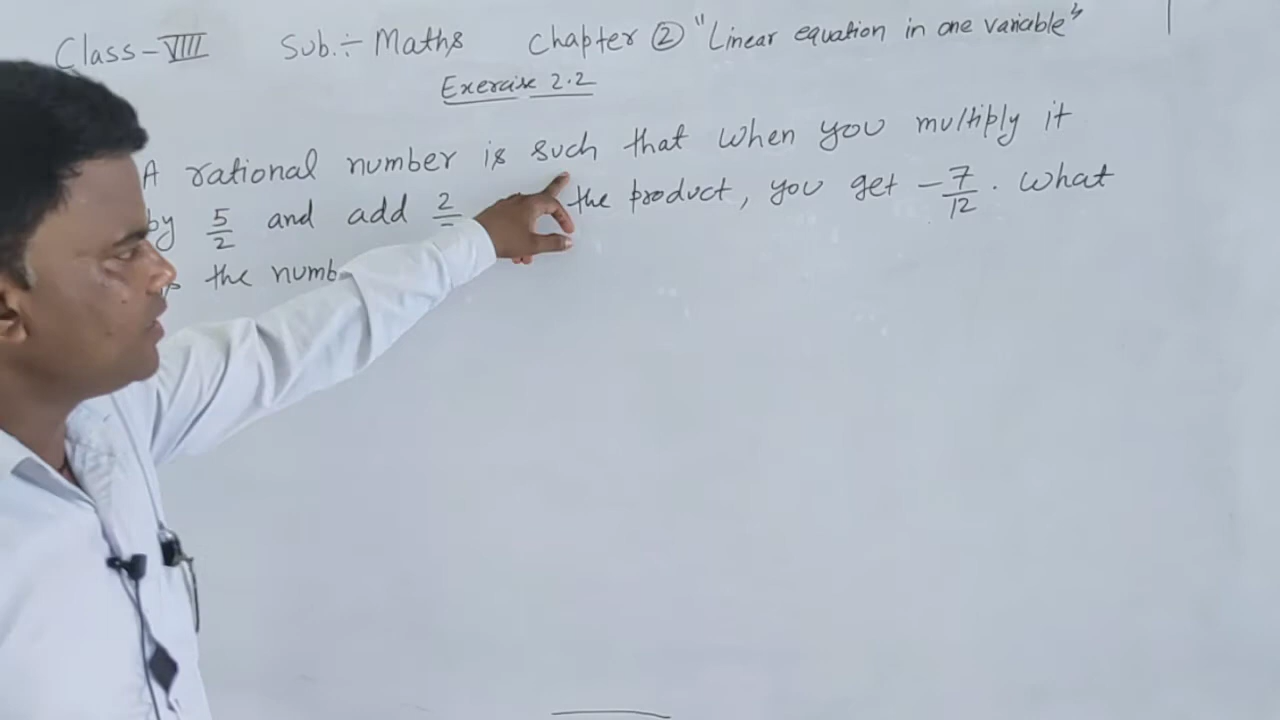 Class-VIII Sub.÷ Maths Chapter ② "Linear equation in one variable"
Exercise 2.2
A rational number is such that when you multiply it
by 5/2 and add 2/ the product, you get -7/12. What
the numb